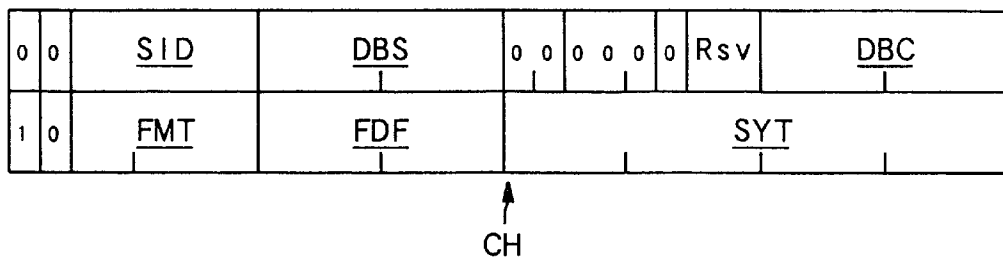 0 0 SID DBS 0 0 0 0 0 0 Rsv DBC
1 0 FMT FDF SYT
CH